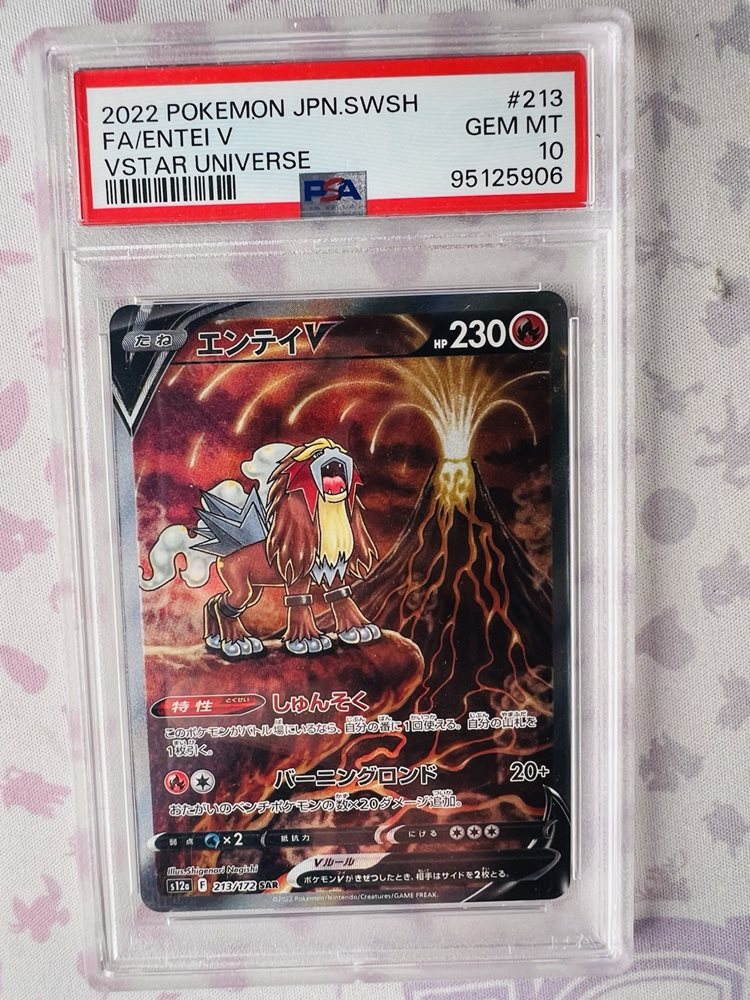 2022 POKEMON JPN.SWSH #213
FA/ENTEI V GEM MT
VSTAR UNIVERSE 10
PSA 95125906
たね エンテイV HP 230
特性 とくせい しゅんそく
このポケモンがバトル場にいるなら、自分の番に1回使える。自分の山札を
1枚引く。
バーニングロンド 20+
おたがいのベンチポケモンの数×20ダメージ追加。
弱点 ×2 抵抗力 にげる
Illus. Shigenori Negishi Vルール
s12a F 213/172 SAR ポケモンVがきぜつしたとき、相手はサイドを2枚とる。
©2022 Pokémon/Nintendo/Creatures/GAME FREAK.